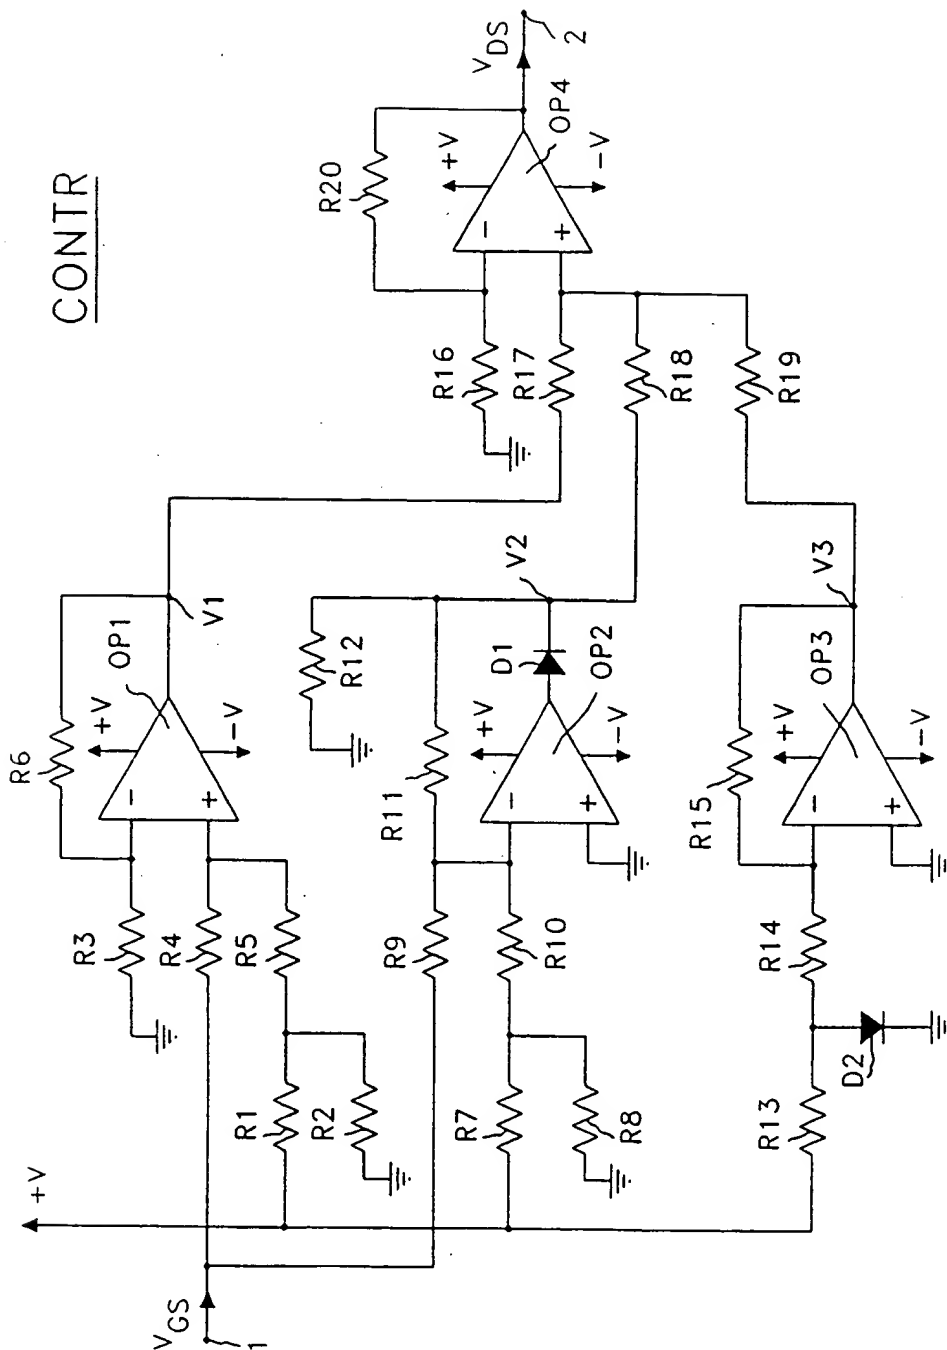 CONTR
V_DS
2
OP4
+V
-V
R20
R16
R17
R18
R19
V1
OP1
R6
+V
-V
R3
R4
R5
R1
R2
V2
R12
D1
OP2
R11
+V
-V
R9
R10
R7
R8
V3
OP3
R15
+V
-V
R14
D2
R13
+V
V_GS
1